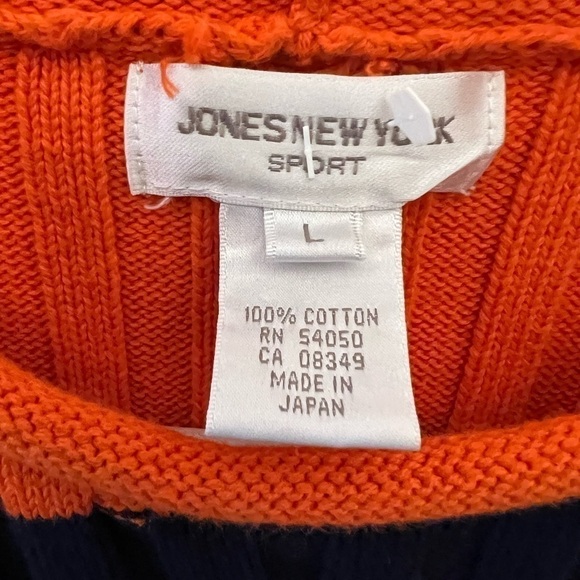 JONES NEW YORK
SPORT
L
100% COTTON
RN 54050
CA 08349
MADE IN
JAPAN